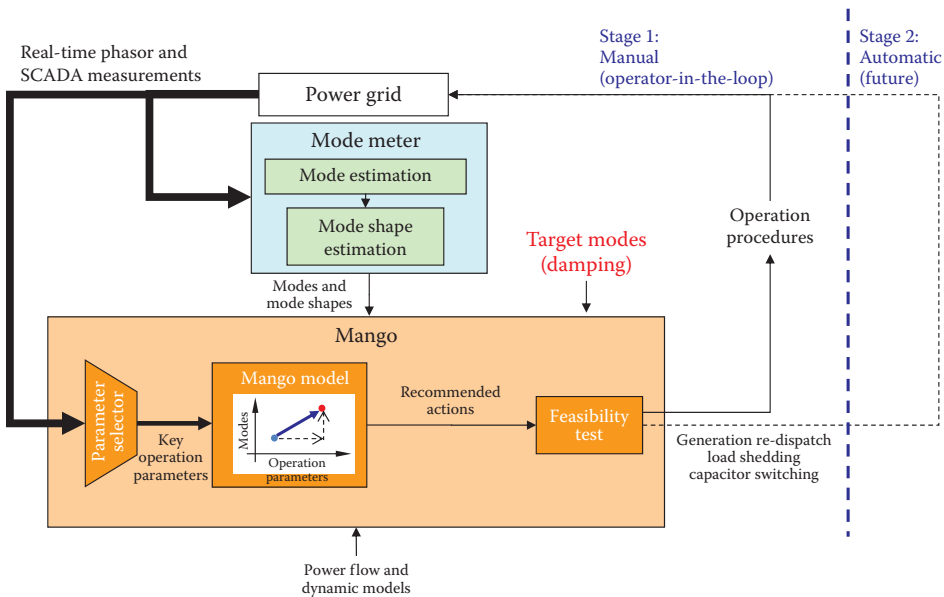 Real-time phasor and
SCADA measurements
Stage 1:
Manual
(operator-in-the-loop)
Stage 2:
Automatic
(future)
Power grid
Mode meter
Mode estimation
Mode shape
estimation
Target modes
(damping)
Operation
procedures
Modes and
mode shapes
Mango
Parameter
selector
Key
operation
parameters
Mango model
Modes
Operation
parameters
Recommended
actions
Feasibility
test
Generation re-dispatch
load shedding
capacitor switching
Power flow and
dynamic models